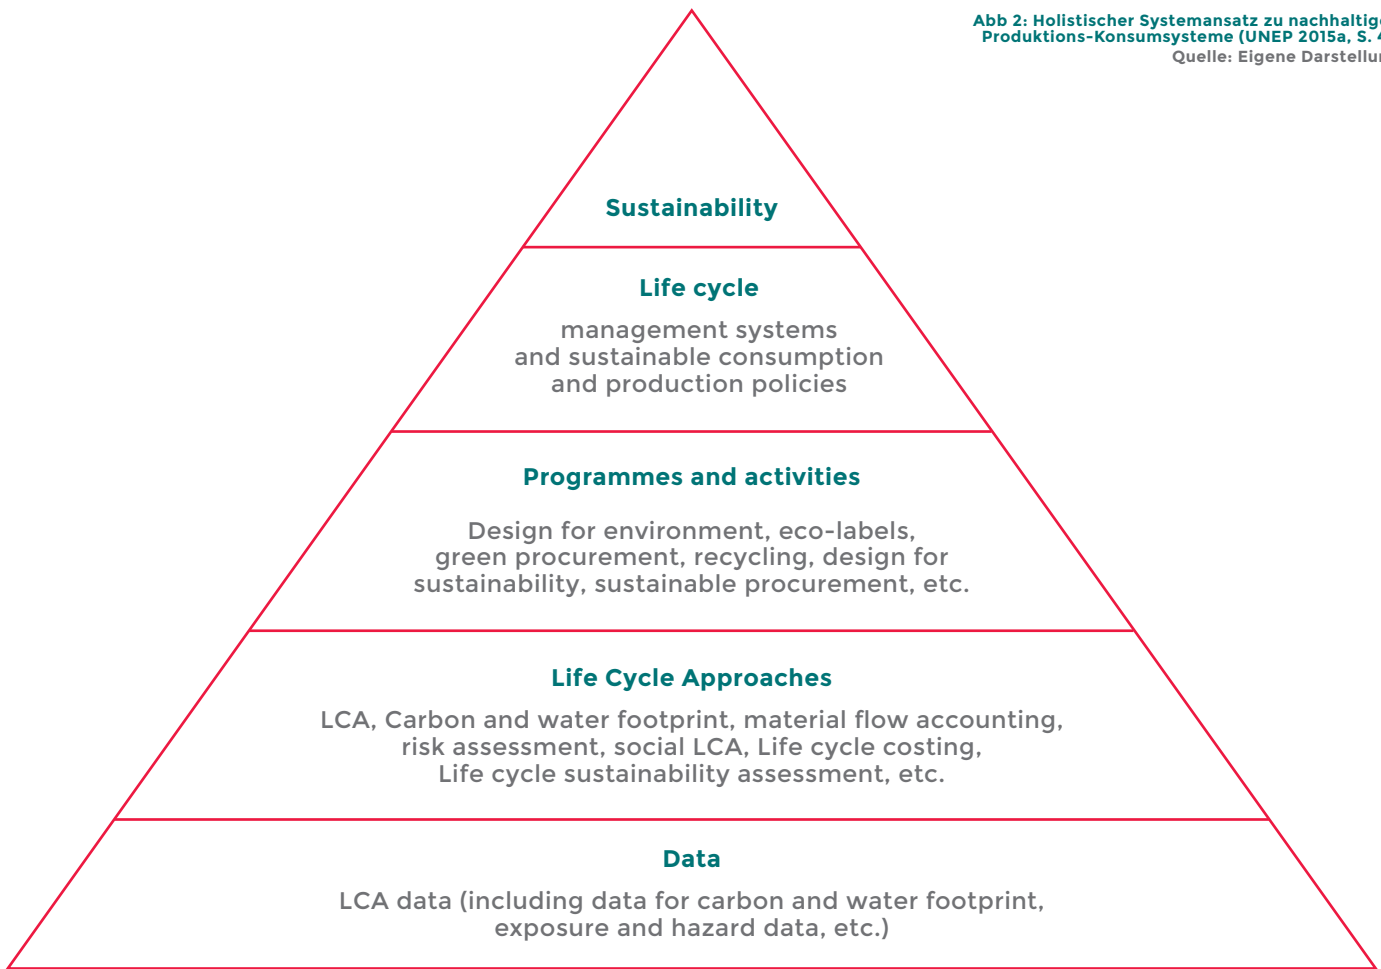 Abb 2: Holistischer Systemansatz zu
Produktions-Konsumsysteme (UNEP 2015a, S.
Quelle: Eigene
Sustainability
Life cycle
management systems
and sustainable consumption
and production policies
Programmes and activities
Design for environment, eco-labels,
green procurement, recycling, design for
sustainability, sustainable procurement, etc.
Life Cycle Approaches
LCA, Carbon and water footprint, material flow accounting,
risk assessment, social LCA, Life cycle costing,
Life cycle sustainability assessment, etc.
Data
LCA data (including data for carbon and water footprint,
exposure and hazard data, etc.)